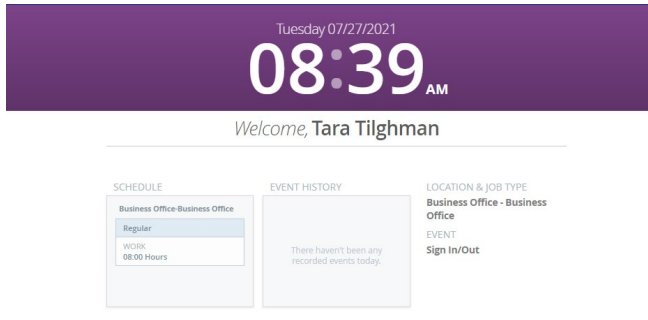 Tuesday 07/27/2021
08:39 AM
Welcome, Tara Tilghman
SCHEDULE
Business Office-Business Office
Regular
WORK
08:00 Hours
EVENT HISTORY
There haven't been any
recorded events today.
LOCATION & JOB TYPE
Business Office - Business
Office
EVENT
Sign In/Out